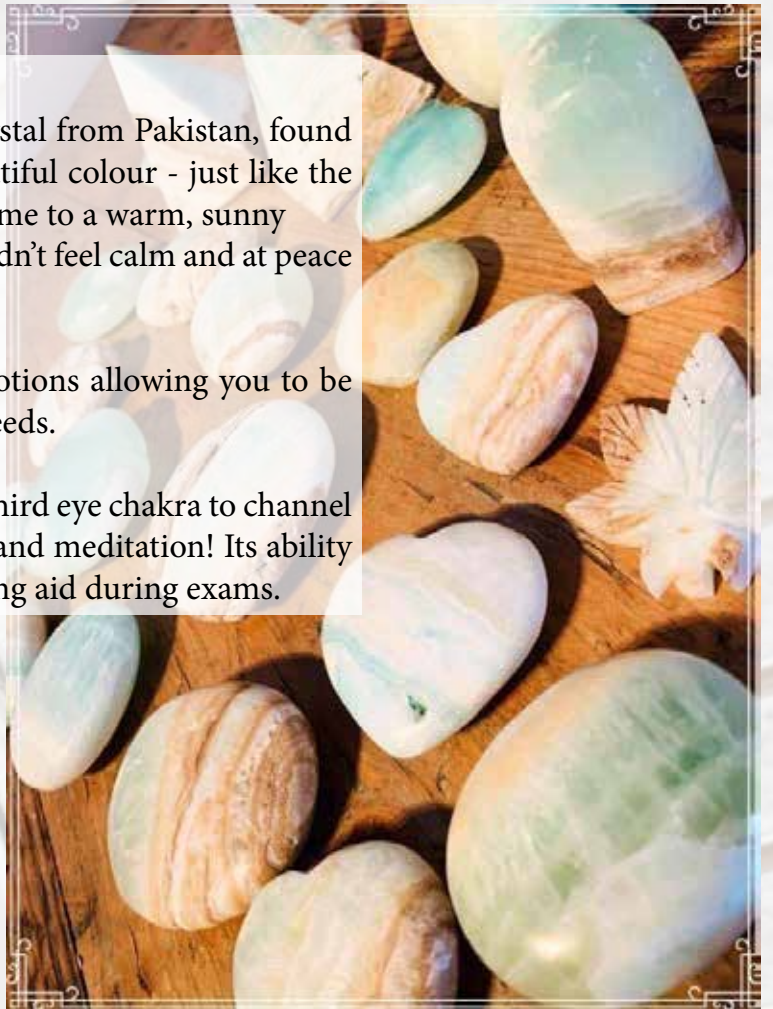 stal from Pakistan, found
tiful colour - just like the
me to a warm, sunny
dn’t feel calm and at peace
otions allowing you to be
eeds.
hird eye chakra to channel
and meditation! Its ability
ng aid during exams.